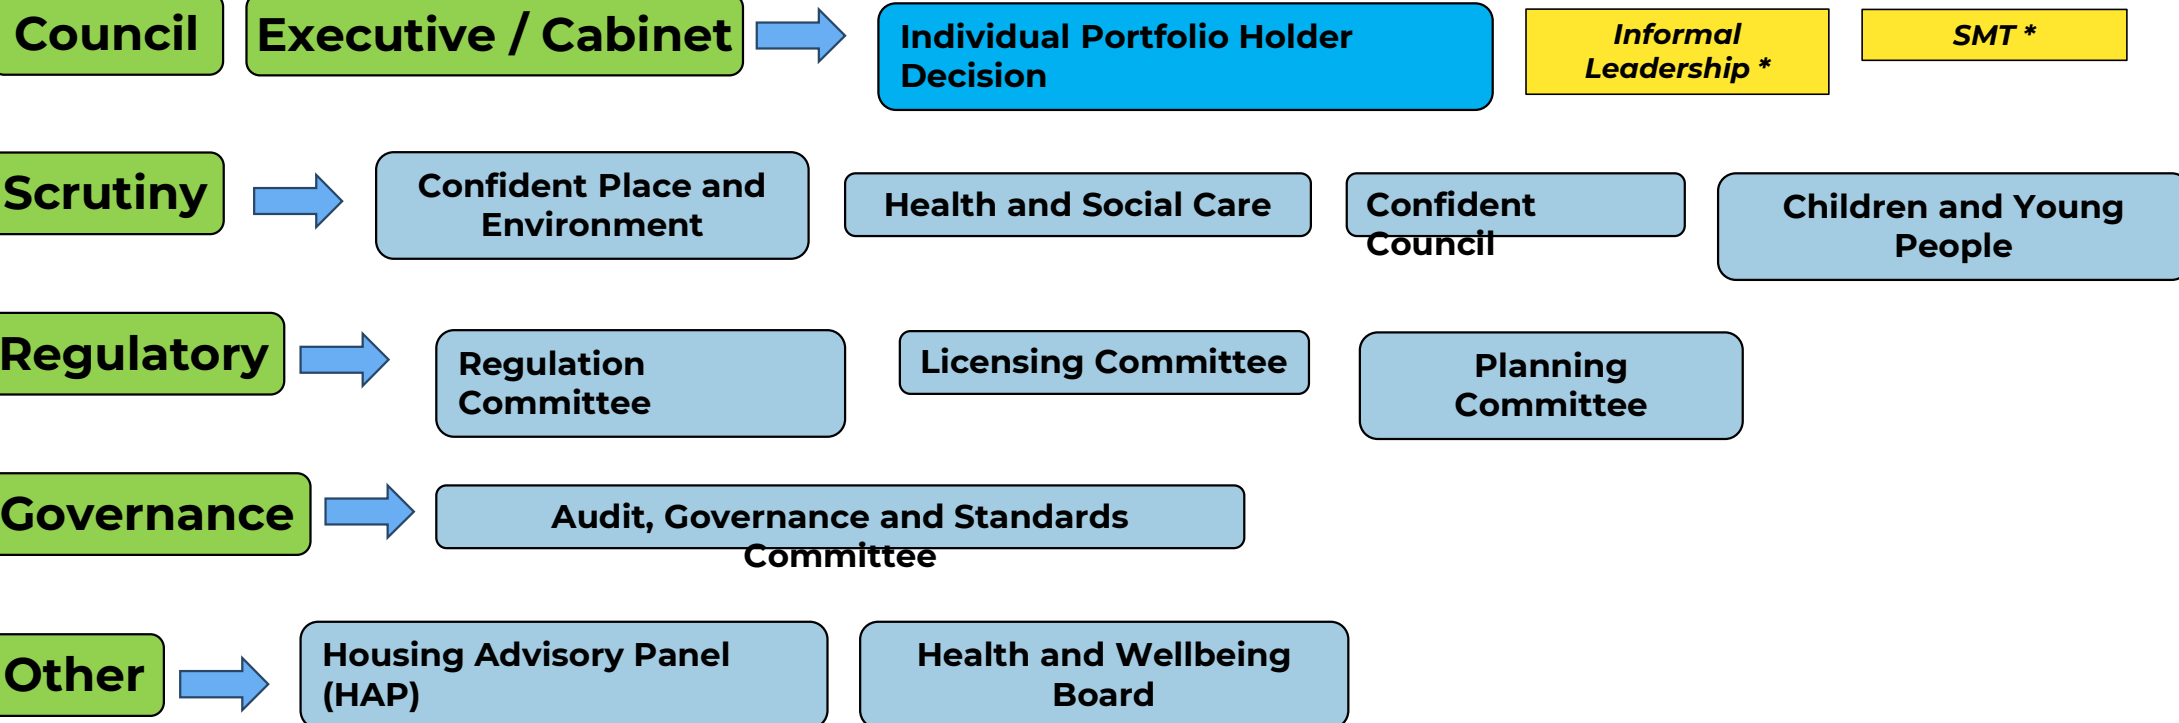 Council
Executive / Cabinet
Individual Portfolio Holder
Decision
Informal
Leadership *
SMT *
Scrutiny
Confident Place and
Environment
Health and Social Care
Confident
Council
Children and Young
People
Regulatory
Regulation
Committee
Licensing Committee
Planning
Committee
Governance
Audit, Governance and Standards
Committee
Other
Housing Advisory Panel
(HAP)
Health and Wellbeing
Board